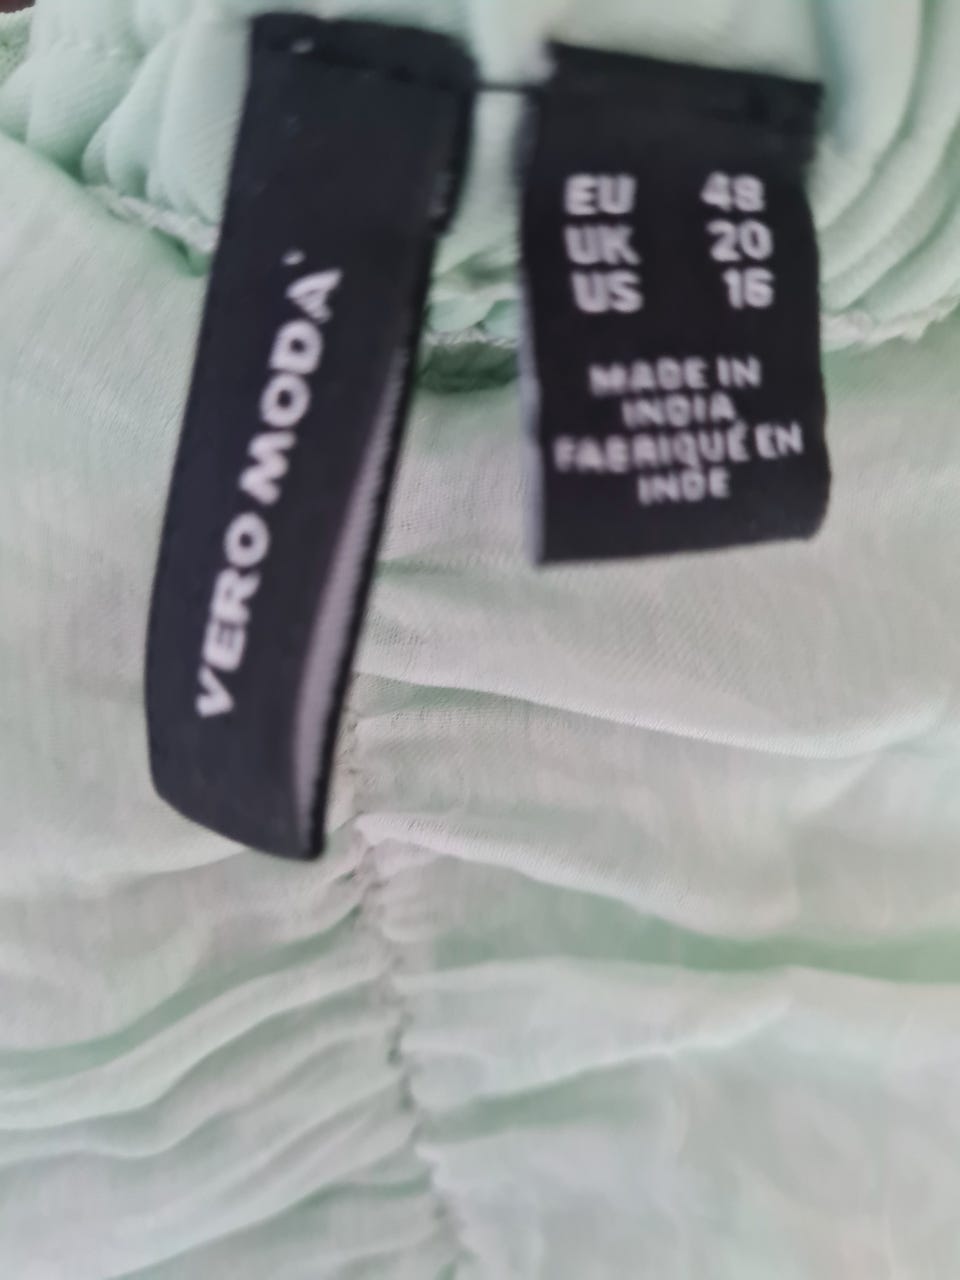 VERO MODA
EU 48
UK 20
US 16
MADE IN
INDIA
FABRIQUÉ EN
INDE